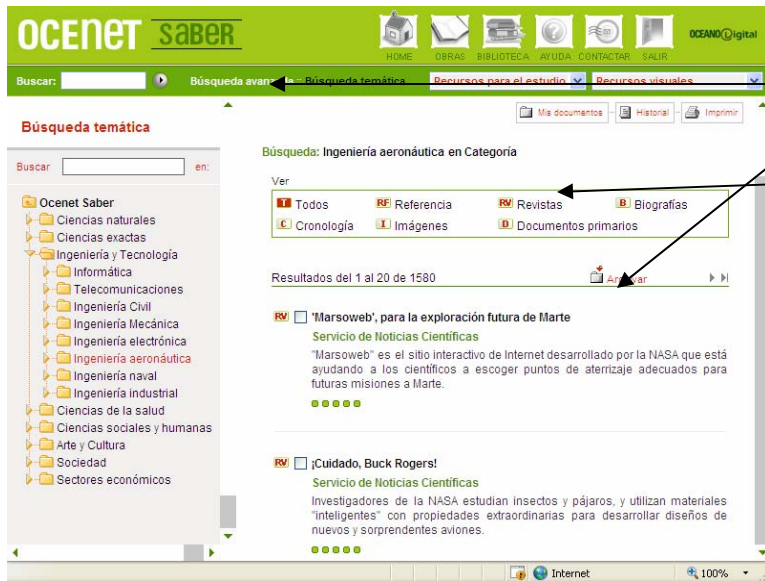 OCENET SABER
HOME OBRAS BIBLIOTECA AYUDA CONTACTAR SALIR
OCEANO Digital
Buscar: Búsqueda avanzada :: Búsqueda temática Recursos para el estudio Recursos visuales
Mis documentos Historial Imprimir
Búsqueda temática
Buscar en:
Ocenet Saber
Ciencias naturales
Ciencias exactas
Ingeniería y Tecnología
Informática
Telecomunicaciones
Ingeniería Civil
Ingeniería Mecánica
Ingeniería electrónica
Ingeniería aeronáutica
Ingeniería naval
Ingeniería industrial
Ciencias de la salud
Ciencias sociales y humanas
Arte y Cultura
Sociedad
Sectores económicos
Búsqueda: Ingeniería aeronáutica en Categoría
Ver
T Todos RF Referencia RV Revistas B Biografías
C Cronología I Imágenes D Documentos primarios
Resultados del 1 al 20 de 1580 Archivar
RV 'Marsoweb', para la exploración futura de Marte
Servicio de Noticias Científicas
"Marsoweb" es el sitio interactivo de Internet desarrollado por la NASA que está
ayudando a los científicos a escoger puntos de aterrizaje adecuados para
futuras misiones a Marte.
RV ¡Cuidado, Buck Rogers!
Servicio de Noticias Científicas
Investigadores de la NASA estudian insectos y pájaros, y utilizan materiales
"inteligentes" con propiedades extraordinarias para desarrollar diseños de
nuevos y sorprendentes aviones.
Internet 100%